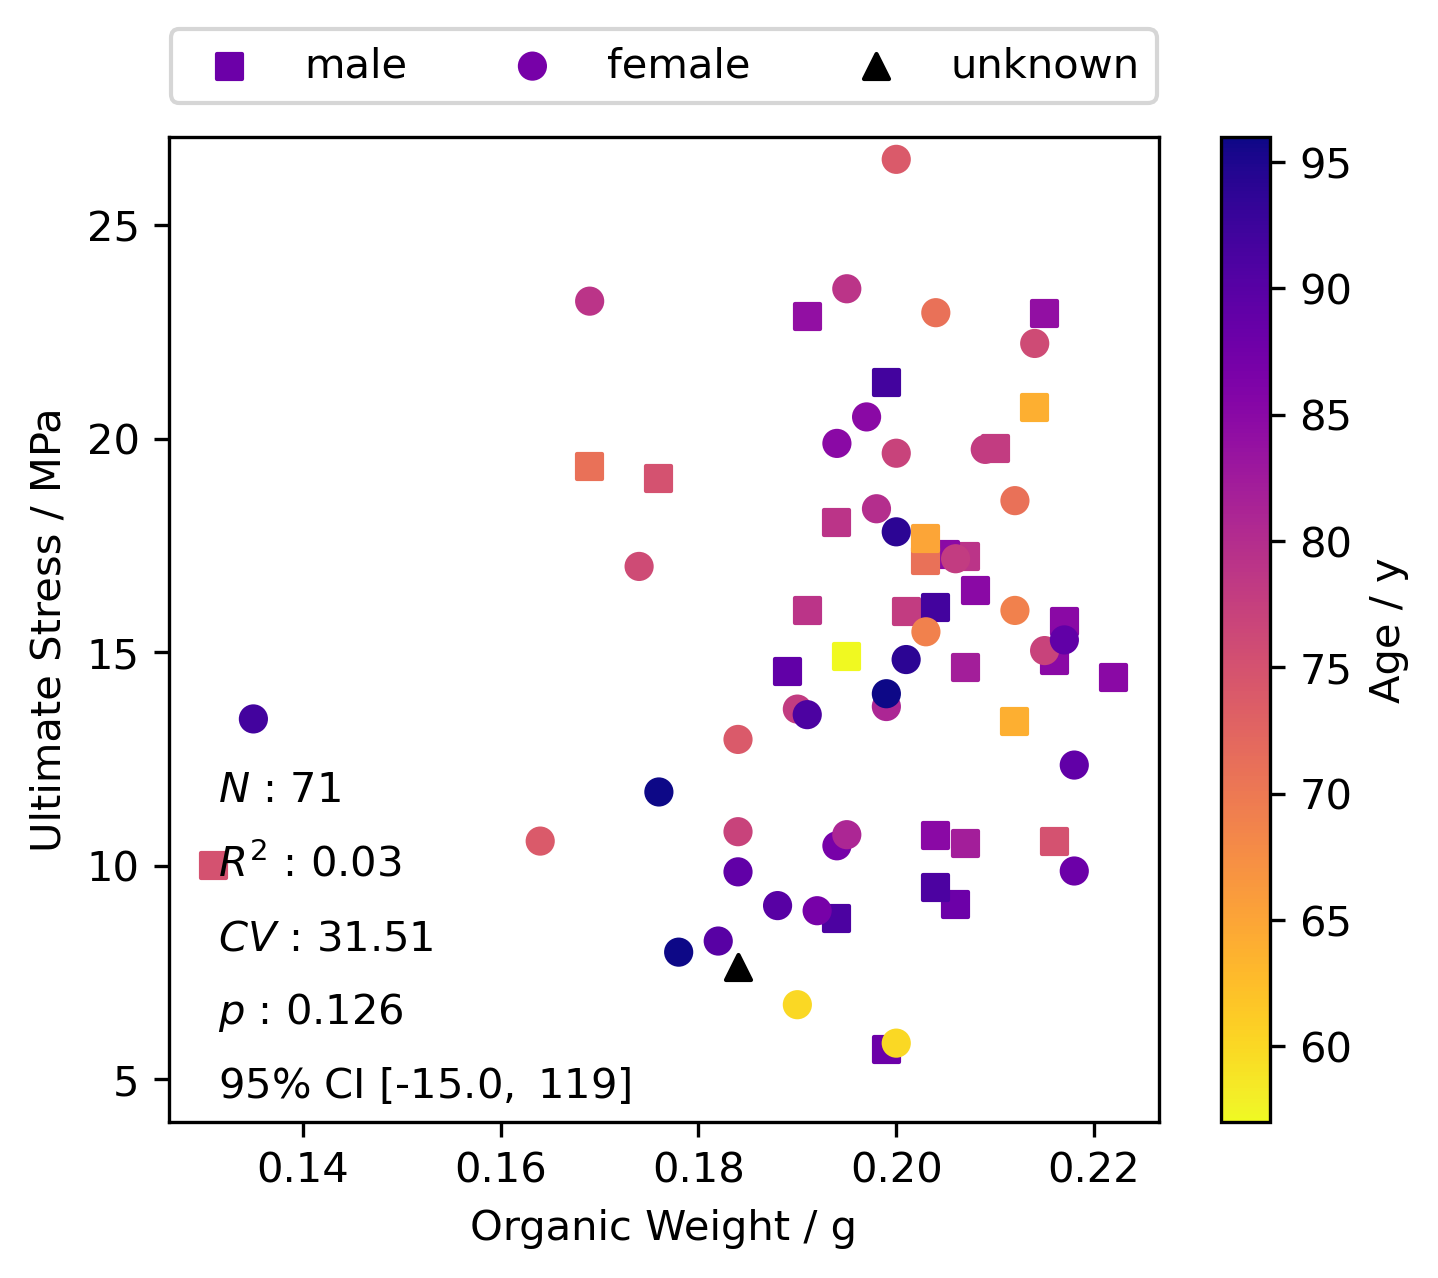 male female unknown
25
20
15
10
5
Ultimate Stress / MPa
N : 71
R² : 0.03
CV : 31.51
p : 0.126
95% CI [-15.0, 119]
0.14 0.16 0.18 0.20 0.22
Organic Weight / g
95
90
85
80
75
70
65
60
Age / y